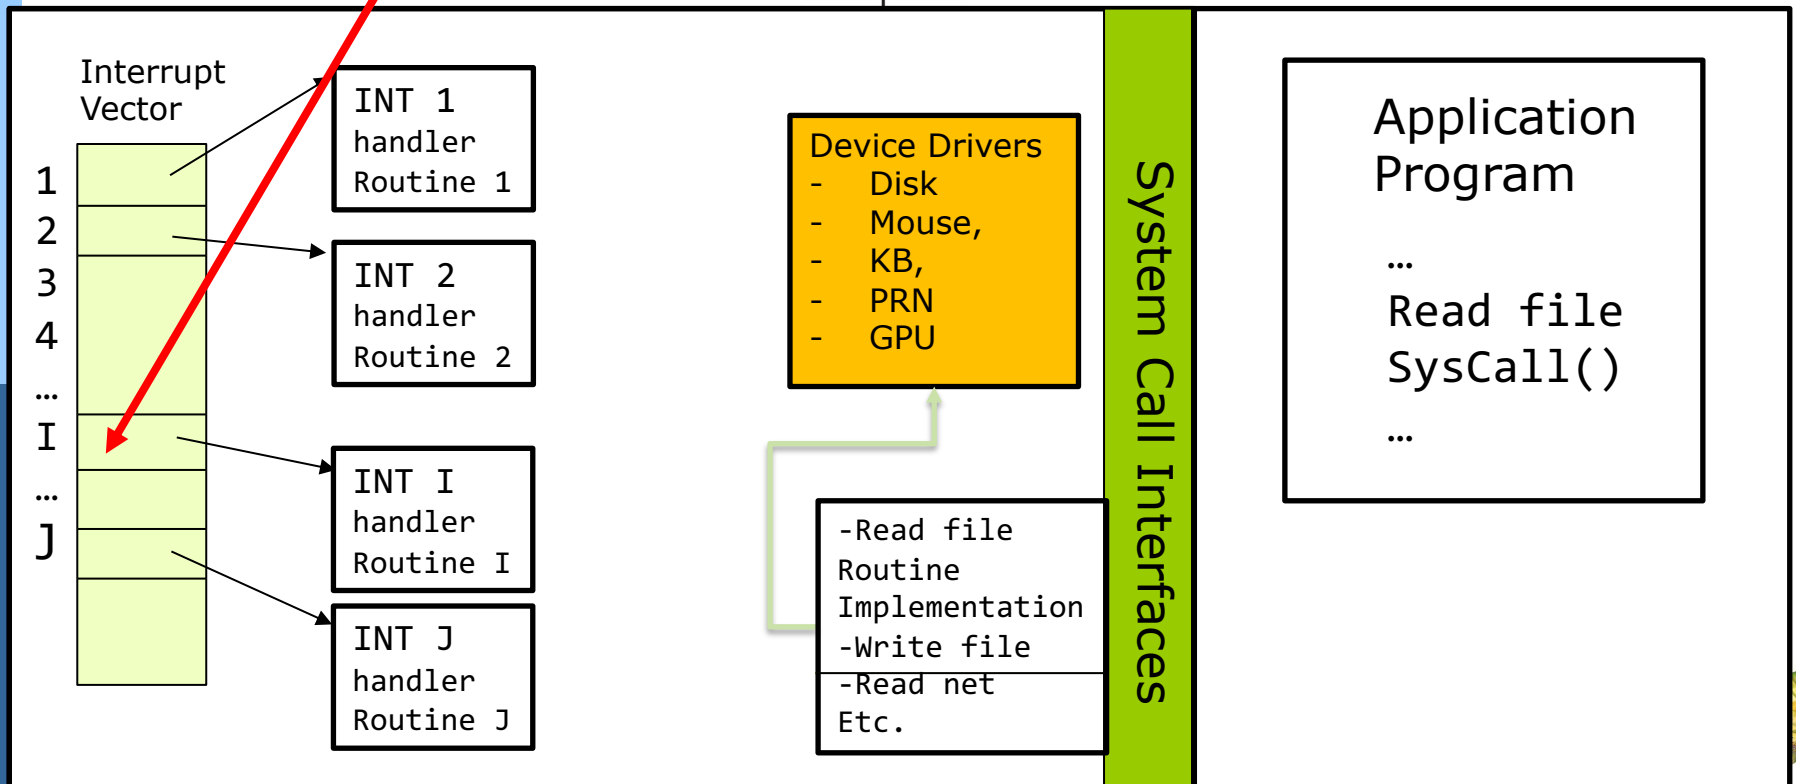 Interrupt
Vector
1
2
3
4
…
I
…
J
INT 1
handler
Routine 1
INT 2
handler
Routine 2
INT I
handler
Routine I
INT J
handler
Routine J
Device Drivers
- Disk
- Mouse,
- KB,
- PRN
- GPU
-Read file
Routine
Implementation
-Write file
-Read net
Etc.
System Call Interfaces
Application
Program
…
Read file
SysCall()
…